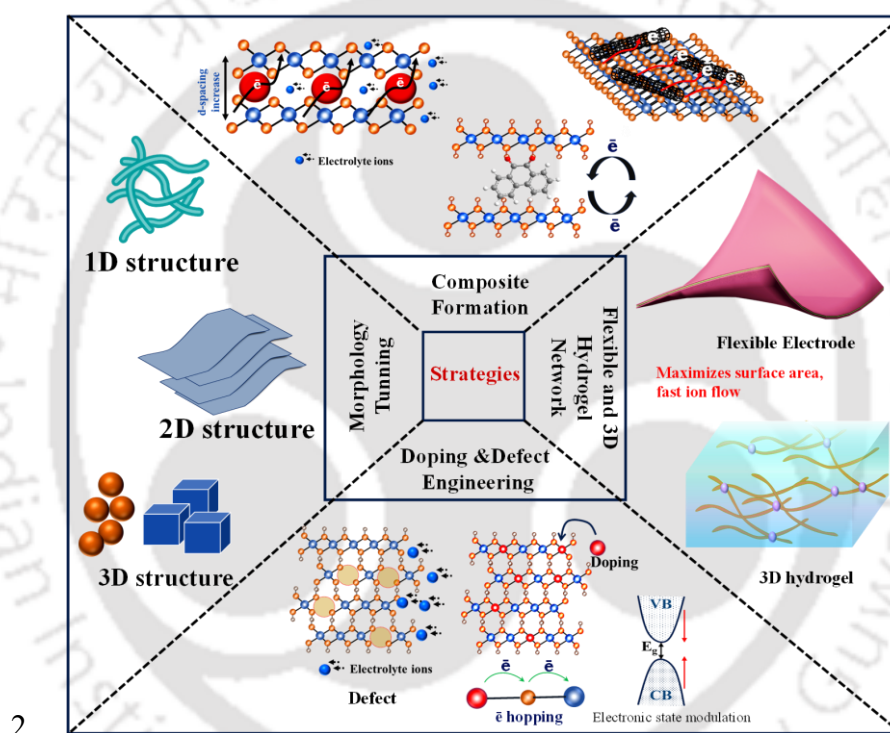 d-spacing
increase
ē
ē
ē
Electrolyte ions
ē
ē
ē
ē
ē
ē
1D structure
2D structure
3D structure
Composite
Formation
Morphology
Tunning
Strategies
Flexible and 3D
Hydrogel
Network
Doping &Defect
Engineering
Flexible Electrode
Maximizes surface area,
fast ion flow
3D hydrogel
Electrolyte ions
Defect
Doping
ē
ē
ē hopping
VB
Eg
CB
Electronic state modulation
2